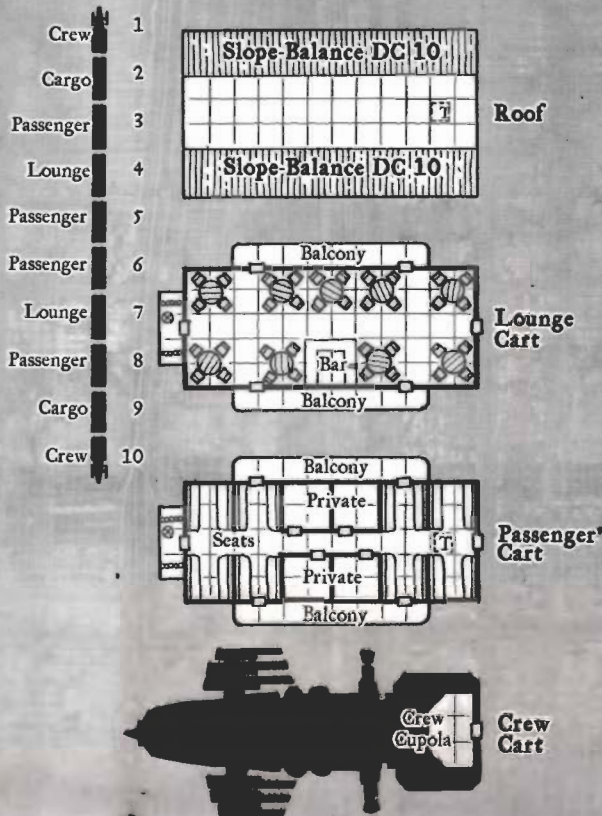 Crew 1
Cargo 2
Passenger 3
Lounge 4
Passenger 5
Passenger 6
Lounge 7
Passenger 8
Cargo 9
Crew 10
Slope-Balance DC 10
T
Roof
Slope-Balance DC 10
Balcony
Lounge
Cart
Bar
Balcony
Balcony
Private
Seats
T
Passenger
Cart
Private
Balcony
Crew
Cupola
Crew
Cart